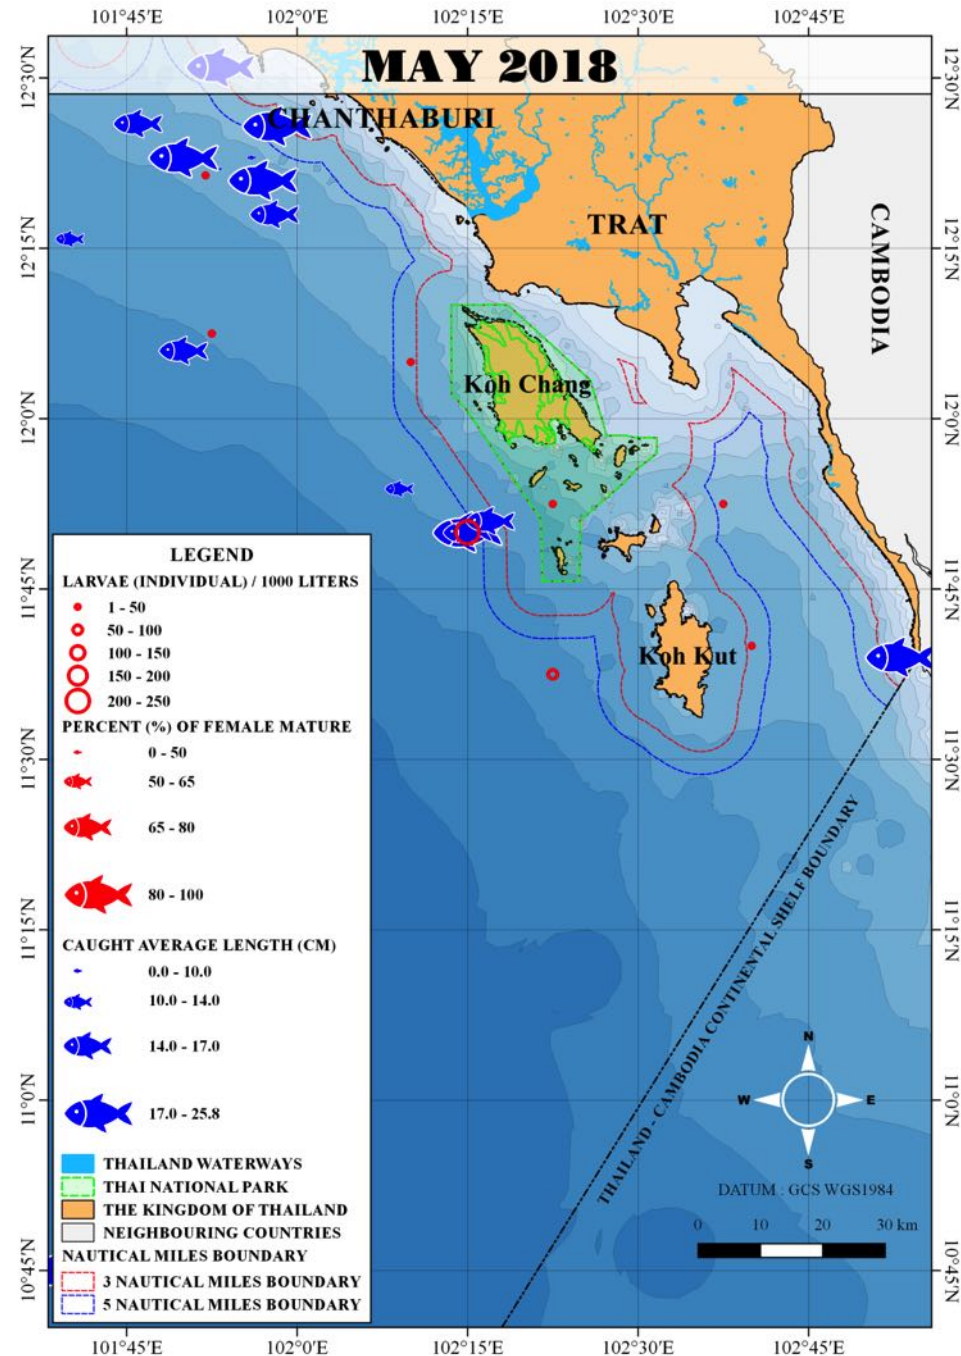 101°45'E 102°0'E 102°15'E 102°30'E 102°45'E
MAY 2018
12°30'N 12°30'N
CHANTHABURI
TRAT
CAMBODIA
12°15'N 12°15'N
Koh Chang
12°0'N 12°0'N
11°45'N
Koh Kut
11°30'N
11°15'N 11°15'N
11°0'N 11°0'N
10°45'N 10°45'N
THAILAND - CAMBODIA CONTINENTAL SHELF BOUNDARY
LEGEND
LARVAE (INDIVIDUAL) / 1000 LITERS
1 - 50
50 - 100
100 - 150
150 - 200
200 - 250
PERCENT (%) OF FEMALE MATURE
0 - 50
50 - 65
65 - 80
80 - 100
CAUGHT AVERAGE LENGTH (CM)
0.0 - 10.0
10.0 - 14.0
14.0 - 17.0
17.0 - 25.8
THAILAND WATERWAYS
THAI NATIONAL PARK
THE KINGDOM OF THAILAND
NEIGHBOURING COUNTRIES
NAUTICAL MILES BOUNDARY
3 NAUTICAL MILES BOUNDARY
5 NAUTICAL MILES BOUNDARY
N
W E
S
DATUM : GCS WGS1984
0 10 20 30 km
101°45'E 102°0'E 102°15'E 102°30'E 102°45'E